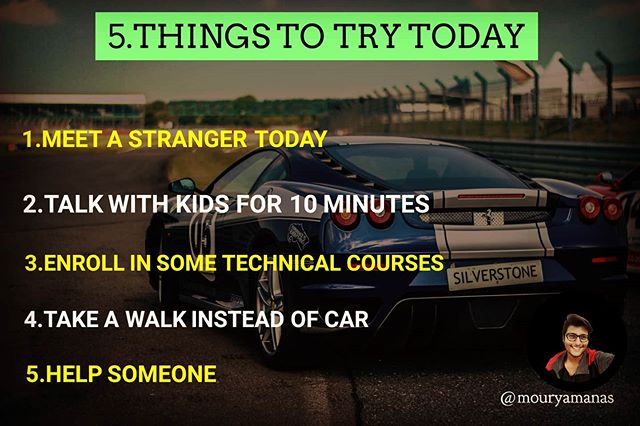 5.THINGS TO TRY TODAY
1.MEET A STRANGER TODAY
2.TALK WITH KIDS FOR 10 MINUTES
3.ENROLL IN SOME TECHNICAL COURSES
SILVERSTONE
4.TAKE A WALK INSTEAD OF CAR
5.HELP SOMEONE
@mouryamanas